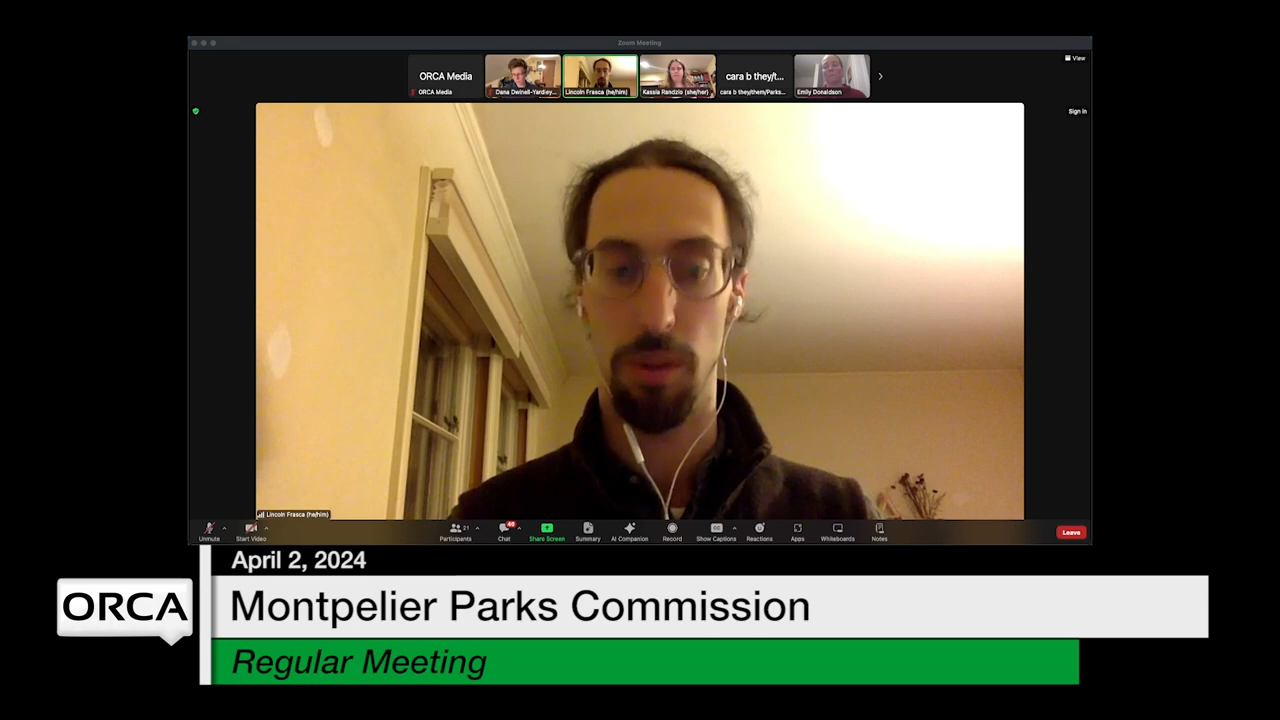 Zoom Meeting
View
ORCA Media
cara b they/t...
ORCA Media
Dana Dwinell-Yardley...
Lincoln Frasca (he/him)
Kassia Randzio (she/her)
cara b they/them/Parks...
Emily Donaldson
Sign in
Lincoln Frasca (he/him)
Unmute
Start Video
21
Participants
Chat
Share Screen
Summary
AI Companion
Record
Show Captions
Reactions
Apps
Whiteboards
Notes
Leave
April 2, 2024
ORCA
Montpelier Parks Commission
Regular Meeting